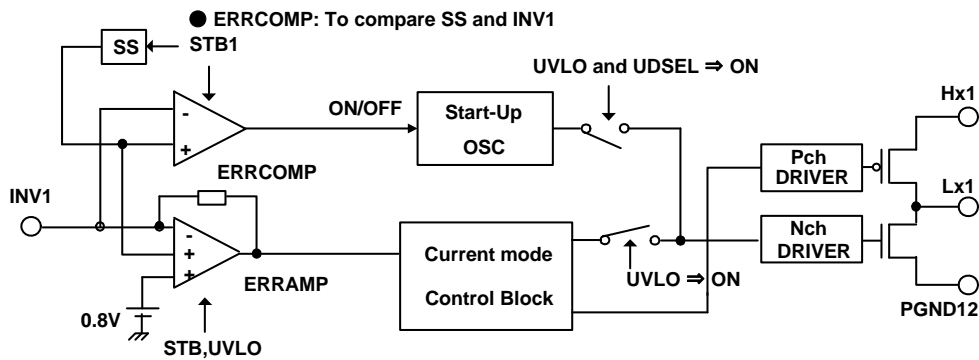 ● ERRCOMP: To compare SS and INV1
SS
STB1
UVLO and UDSEL ⇒ ON
Hx1
-
+
ON/OFF
Start-Up
OSC
Pch
DRIVER
ERRCOMP
INV1
Lx1
-
+
+
Current mode
Control Block
Nch
DRIVER
UVLO ⇒ ON
ERRAMP
PGND12
0.8V
STB,UVLO